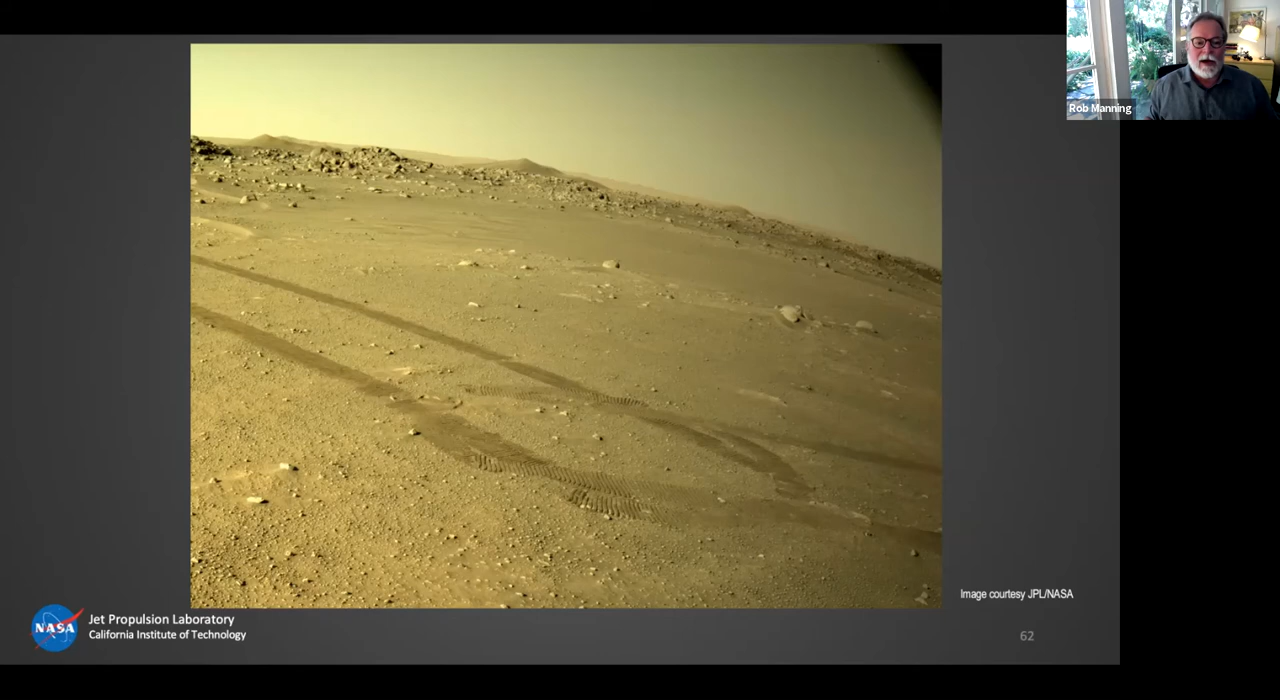 Rob Manning
Image courtesy JPL/NASA
NASA
Jet Propulsion Laboratory
California Institute of Technology
62